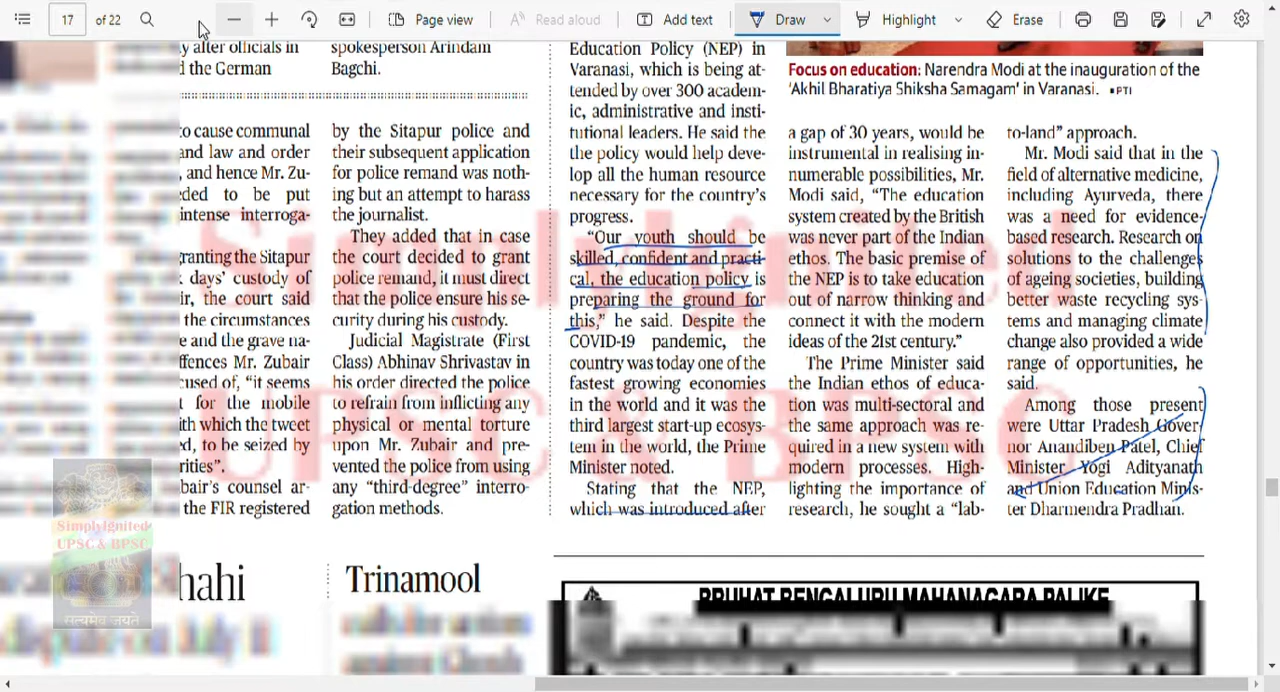 17 of 22
Page view
Read aloud
Add text
Draw
Highlight
Erase
y after officials in
d the German
spokesperson Arindam
Bagchi.
to cause communal
and law and order
, and hence Mr. Zu-
ded to be put
intense interroga-
granting the Sitapur
days' custody of
ir, the court said
the circumstances
e and the grave na-
ffences Mr. Zubair
cused of, "it seems
t for the mobile
ith which the tweet
d, to be seized by
rities".
bair's counsel ar-
the FIR registered
by the Sitapur police and
their subsequent application
for police remand was noth-
ing but an attempt to harass
the journalist.
They added that in case
the court decided to grant
police remand, it must direct
that the police ensure his se-
curity during his custody.
Judicial Magistrate (First
Class) Abhinav Shrivastav in
his order directed the police
to refrain from inflicting any
physical or mental torture
upon Mr. Zubair and pre-
vented the police from using
any "third-degree" interro-
gation methods.
Education Policy (NEP) in
Varanasi, which is being at-
tended by over 300 academ-
ic, administrative and insti-
tutional leaders. He said the
the policy would help deve-
lop all the human resource
necessary for the country's
progress.
"Our youth should be
skilled, confident and practi-
cal, the education policy is
preparing the ground for
this," he said. Despite the
COVID-19 pandemic, the
country was today one of the
fastest growing economies
in the world and it was the
third largest start-up ecosys-
tem in the world, the Prime
Minister noted.
Stating that the NEP,
which was introduced after
Focus on education: Narendra Modi at the inauguration of the
'Akhil Bharatiya Shiksha Samagam' in Varanasi. ■PTI
a gap of 30 years, would be
instrumental in realising in-
numerable possibilities, Mr.
Modi said, "The education
system created by the British
was never part of the Indian
ethos. The basic premise of
the NEP is to take education
out of narrow thinking and
connect it with the modern
ideas of the 21st century."
The Prime Minister said
the Indian ethos of educa-
tion was multi-sectoral and
the same approach was re-
quired in a new system with
modern processes. High-
lighting the importance of
research, he sought a "lab-
to-land" approach.
Mr. Modi said that in the
field of alternative medicine,
including Ayurveda, there
was a need for evidence-
based research. Research on
solutions to the challenges
of ageing societies, building
better waste recycling sys-
tems and managing climate
change also provided a wide
range of opportunities, he
said.
Among those present
were Uttar Pradesh Gover-
nor Anandiben Patel, Chief
Minister Yogi Adityanath
and Union Education Minis-
ter Dharmendra Pradhan.
SimplyIgnited
UPSC & BPSC
SimplyIgnited
UPSC & BPSC
सत्यमेव जयते
hahi
Trinamool
BRUHAT BENGALURU MAHANAGARA PALIKE